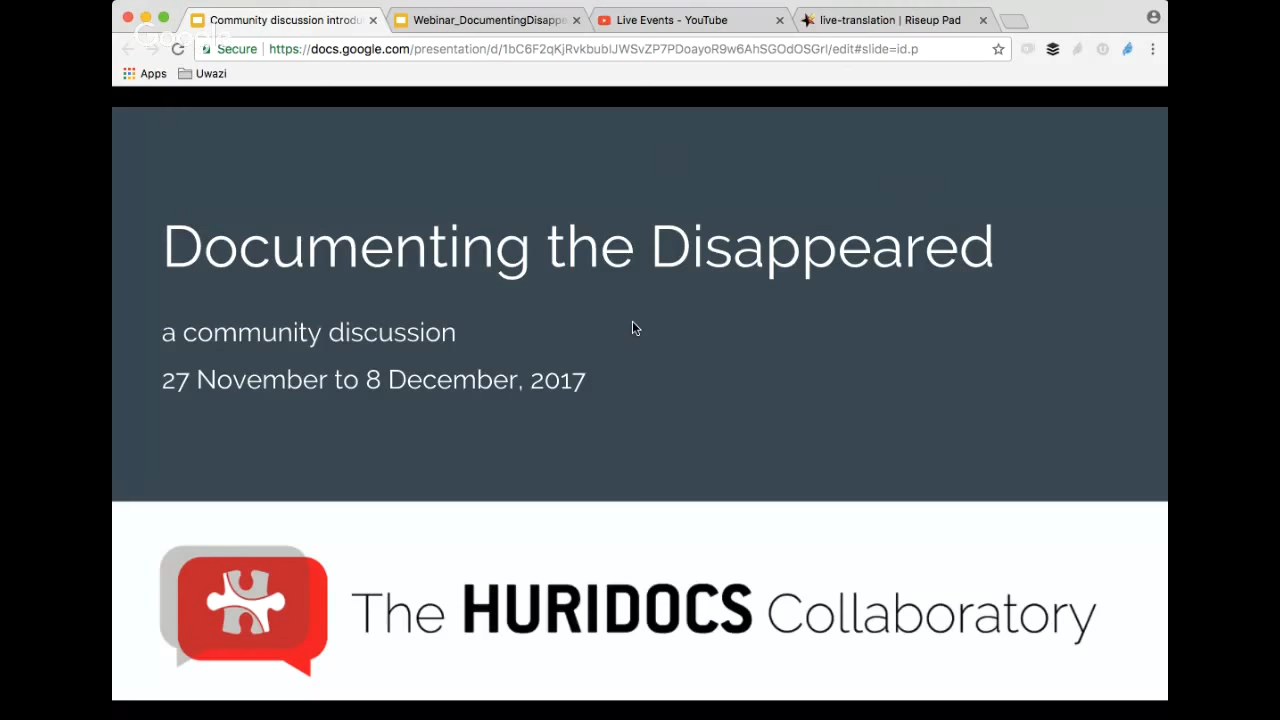 Community discussion introdu
Webinar_DocumentingDisappe
Live Events - YouTube
live-translation | Riseup Pad
Google
Secure
https://docs.google.com/presentation/d/1bC6F2qKjRvkbubIJWSvZP7PDoayoR9w6AhSGOdOSGrI/edit#slide=id.p
Apps
Uwazi
Documenting the Disappeared
a community discussion
27 November to 8 December, 2017
The HURIDOCS Collaboratory